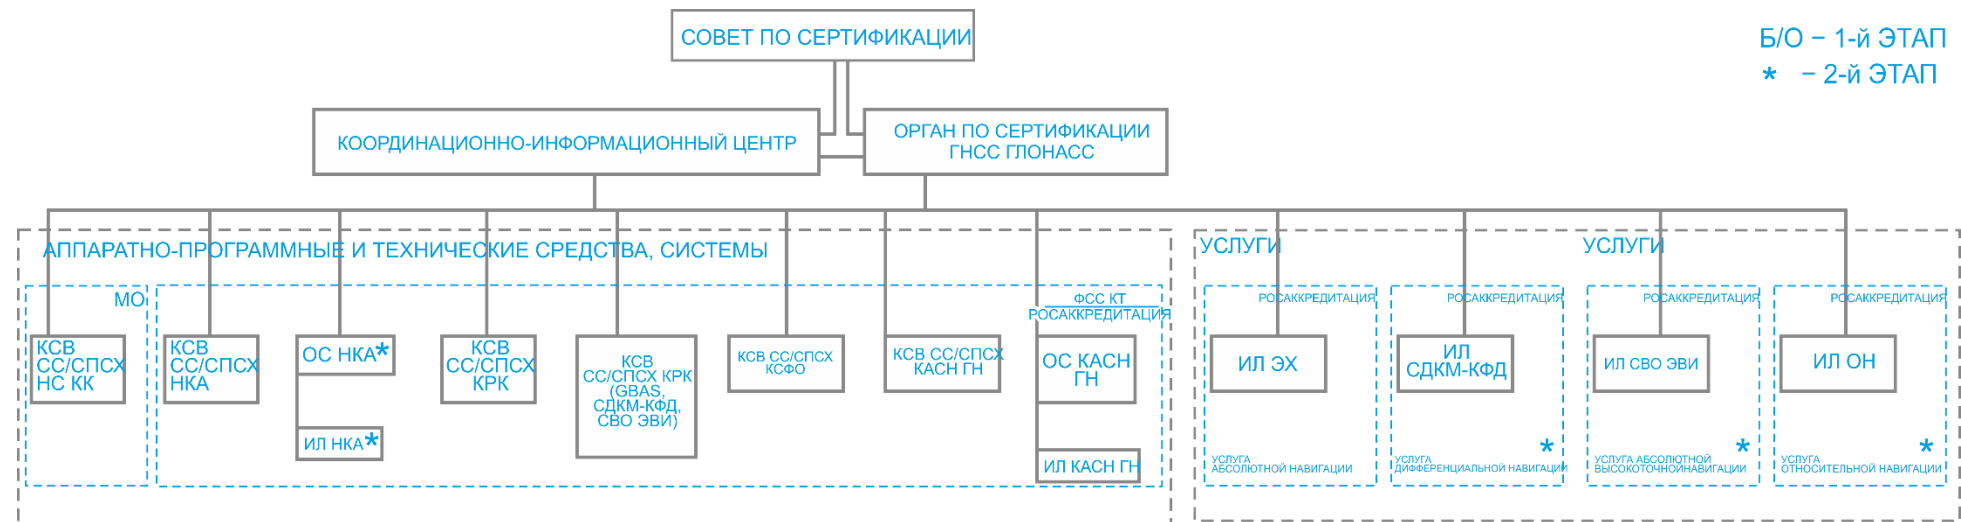 СОВЕТ ПО СЕРТИФИКАЦИИ
Б/О – 1-й ЭТАП
* – 2-й ЭТАП
КООРДИНАЦИОННО-ИНФОРМАЦИОННЫЙ ЦЕНТР
ОРГАН ПО СЕРТИФИКАЦИИ
ГНСС ГЛОНАСС
АППАРАТНО-ПРОГРАММНЫЕ И ТЕХНИЧЕСКИЕ СРЕДСТВА, СИСТЕМЫ
МО
КСВ
СС/СПСХ
НС КК
КСВ
СС/СПСХ
НКА
ОС НКА*
ИЛ НКА*
КСВ
СС/СПСХ
КРК
КСВ
СС/СПСХ КРК
(GBAS,
СДКМ-КФД,
СВО ЭВИ)
КСВ СС/СПСХ
КСФО
КСВ СС/СПСХ
КАСН ГН
ФСС КТ
РОСАККРЕДИТАЦИЯ
ОС КАСН
ГН
ИЛ КАСН ГН
УСЛУГИ
УСЛУГИ
РОСАККРЕДИТАЦИЯ
ИЛ ЭХ
УСЛУГА
АБСОЛЮТНОЙ НАВИГАЦИИ
РОСАККРЕДИТАЦИЯ
ИЛ
СДКМ-КФД
*
УСЛУГА
ДИФФЕРЕНЦИАЛЬНОЙ НАВИГАЦИИ
РОСАККРЕДИТАЦИЯ
ИЛ СВО ЭВИ
*
УСЛУГА АБСОЛЮТНОЙ
ВЫСОКОТОЧНОЙНАВИГАЦИИ
РОСАККРЕДИТАЦИЯ
ИЛ ОН
*
УСЛУГА
ОТНОСИТЕЛЬНОЙ НАВИГАЦИИ